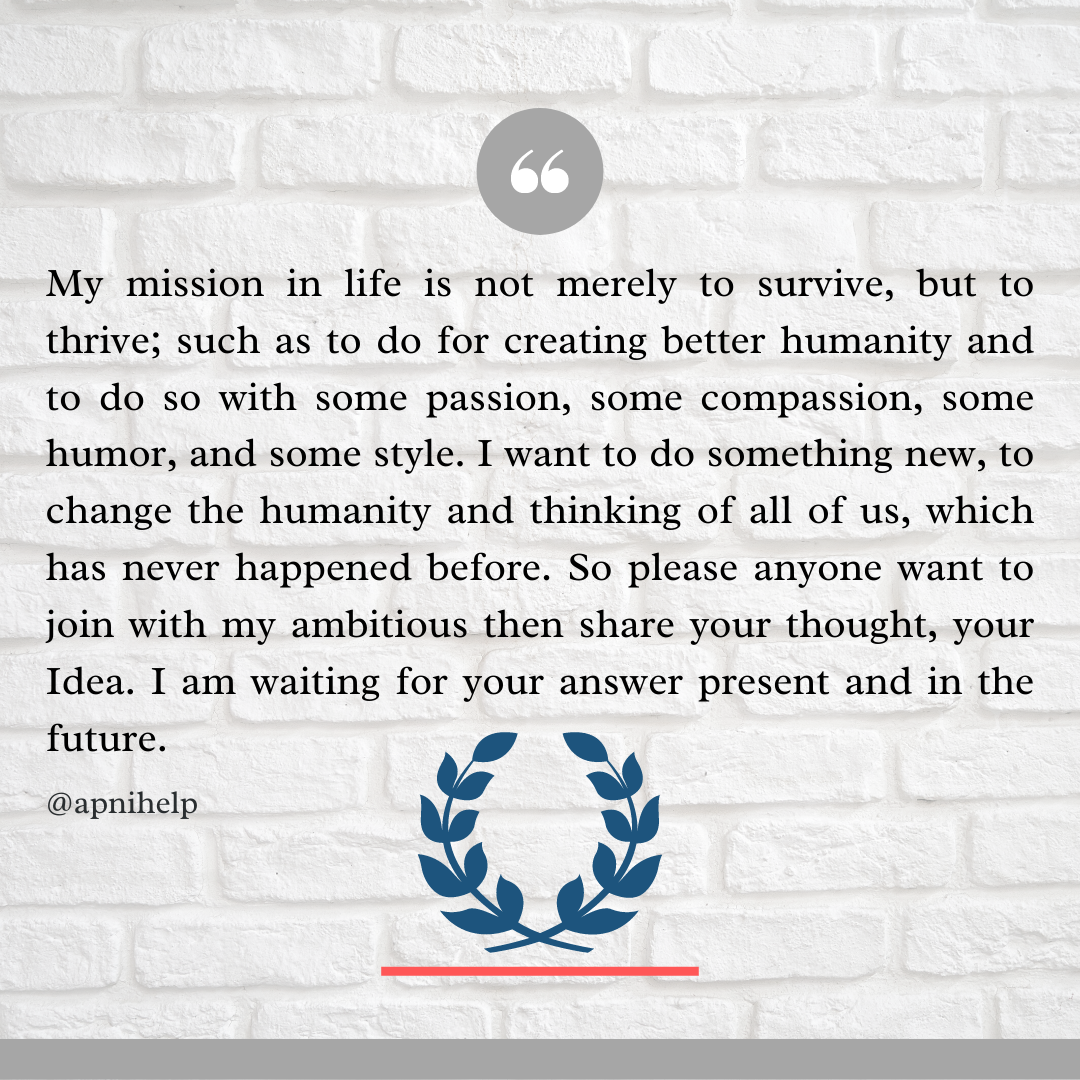 My mission in life is not merely to survive, but to
thrive; such as to do for creating better humanity and
to do so with some passion, some compassion, some
humor, and some style. I want to do something new, to
change the humanity and thinking of all of us, which
has never happened before. So please anyone want to
join with my ambitious then share your thought, your
Idea. I am waiting for your answer present and in the
future.
@apnihelp